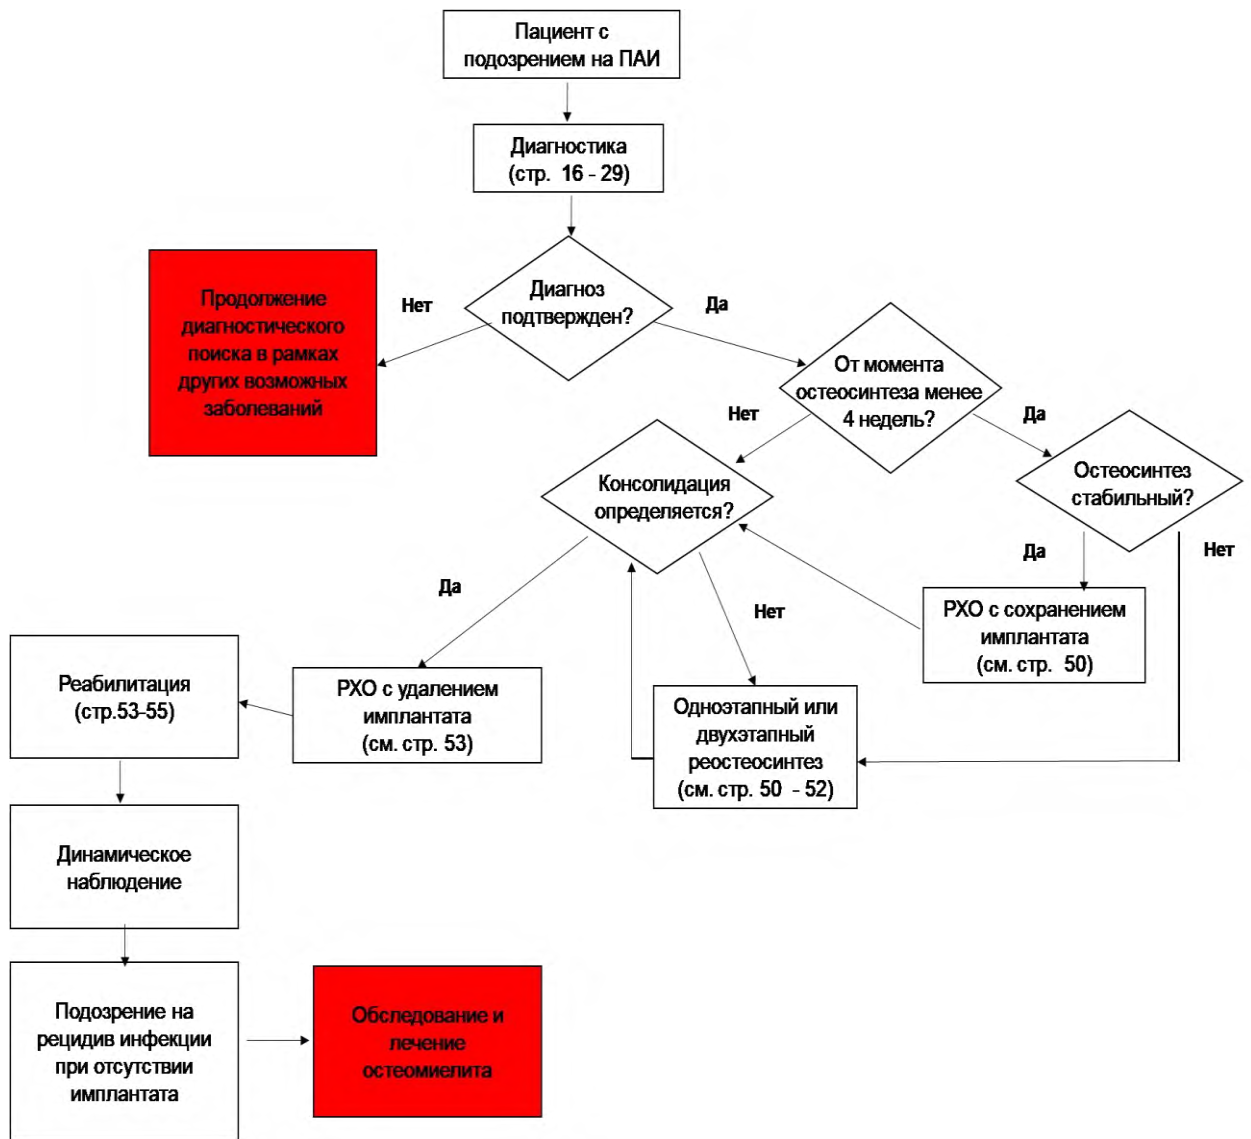 Пациент с
подозрением на ПАИ
Диагностика
(стр. 16 - 29)
Диагноз
подтвержден?
Нет
Да
Продолжение
диагностического
поиска в рамках
других возможных
заболеваний
От момента
остеосинтеза менее
4 недель?
Нет
Да
Остеосинтез
стабильный?
Да
Нет
Консолидация
определяется?
Да
Нет
РХО с сохранением
имплантата
(см. стр. 50)
Одноэтапный или
двухэтапный
реостеосинтез
(см. стр. 50 - 52)
РХО с удалением
имплантата
(см. стр. 53)
Реабилитация
(стр.53-55)
Динамическое
наблюдение
Подозрение на
рецидив инфекции
при отсутствии
имплантата
Обследование и
лечение
остеомиелита